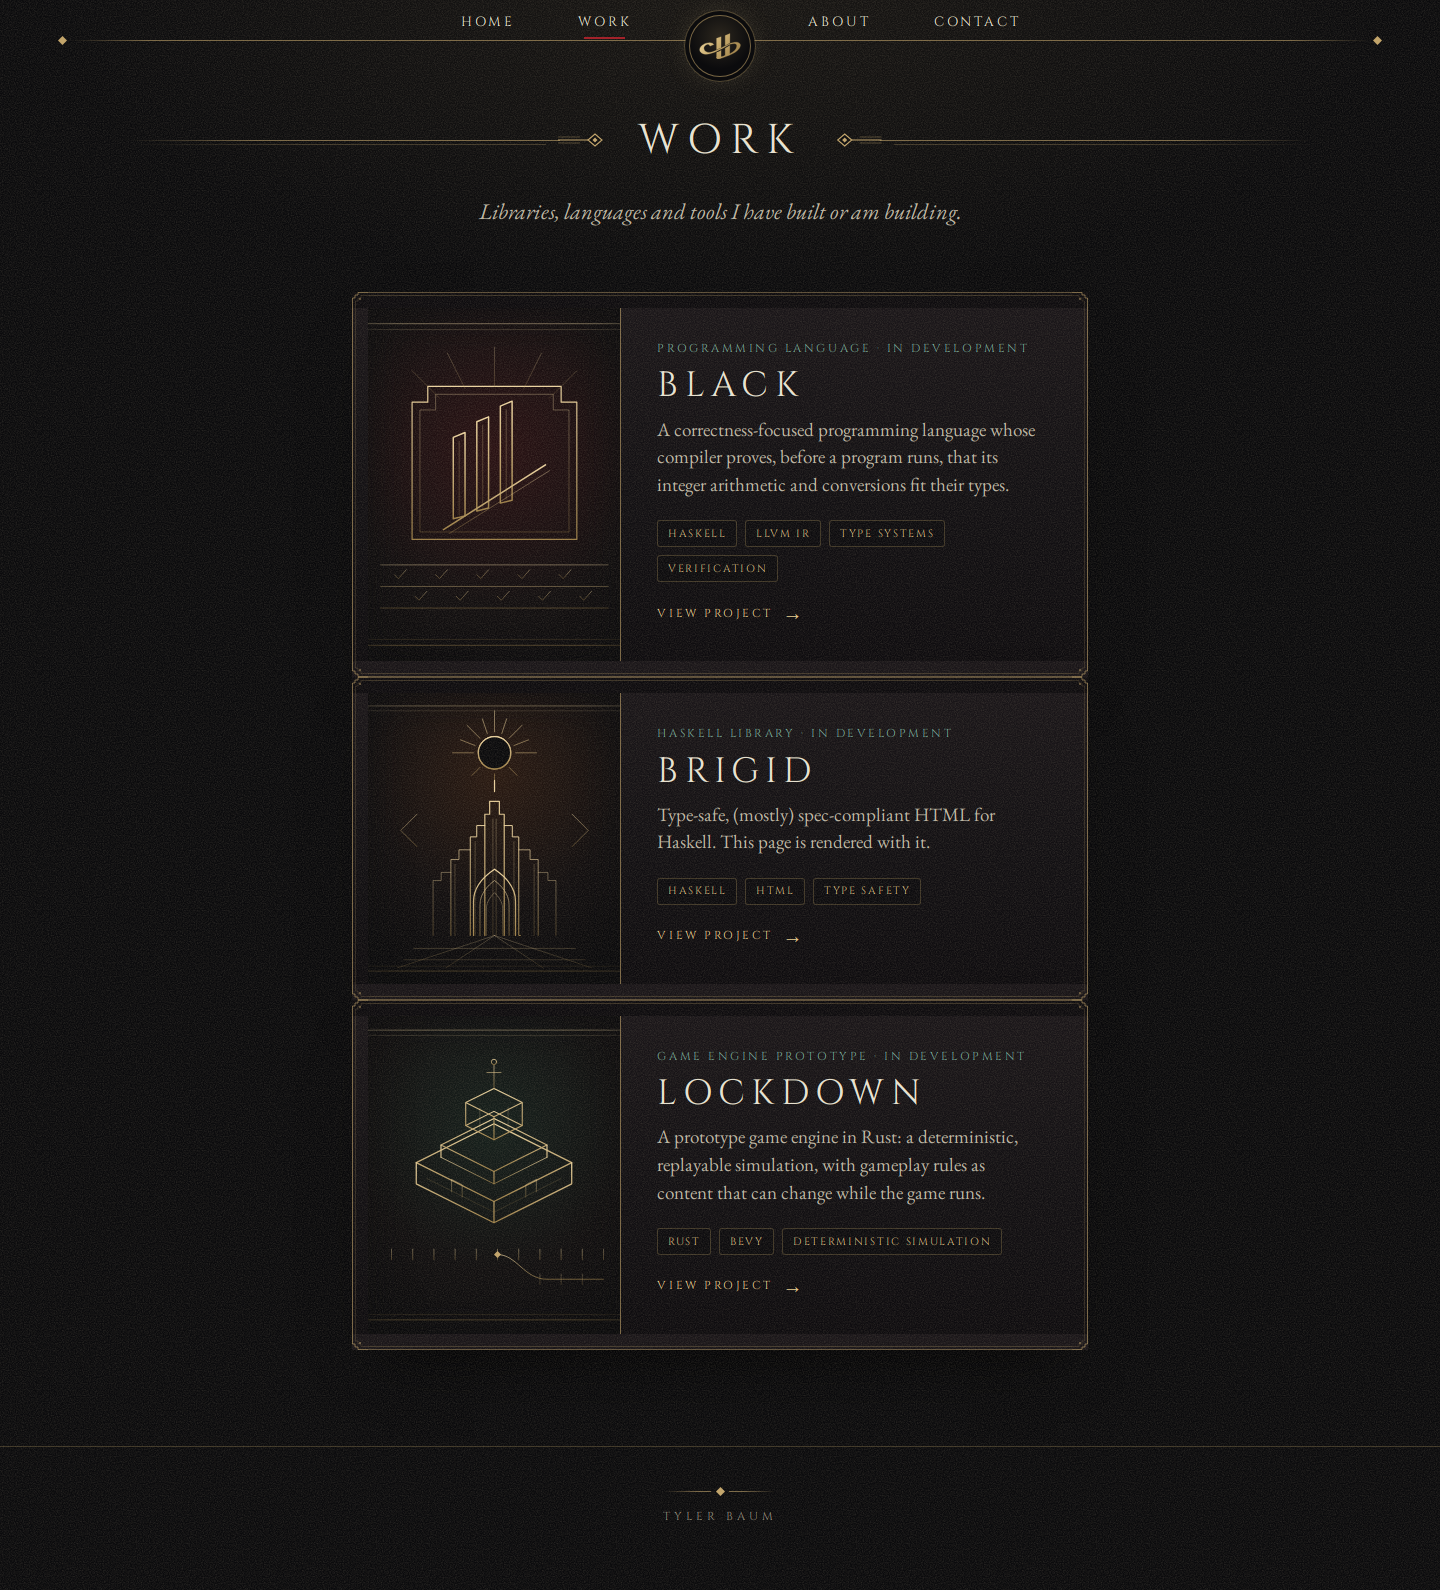 HOME WORK ABOUT CONTACT
WORK
Libraries, languages and tools I have built or am building.
PROGRAMMING LANGUAGE · IN DEVELOPMENT
BLACK
A correctness-focused programming language whose
compiler proves, before a program runs, that its
integer arithmetic and conversions fit their types.
HASKELL LLVM IR TYPE SYSTEMS
VERIFICATION
VIEW PROJECT →
HASKELL LIBRARY · IN DEVELOPMENT
BRIGID
Type-safe, (mostly) spec-compliant HTML for
Haskell. This page is rendered with it.
HASKELL HTML TYPE SAFETY
VIEW PROJECT →
GAME ENGINE PROTOTYPE · IN DEVELOPMENT
LOCKDOWN
A prototype game engine in Rust: a deterministic,
replayable simulation, with gameplay rules as
content that can change while the game runs.
RUST BEVY DETERMINISTIC SIMULATION
VIEW PROJECT →
TYLER BAUM